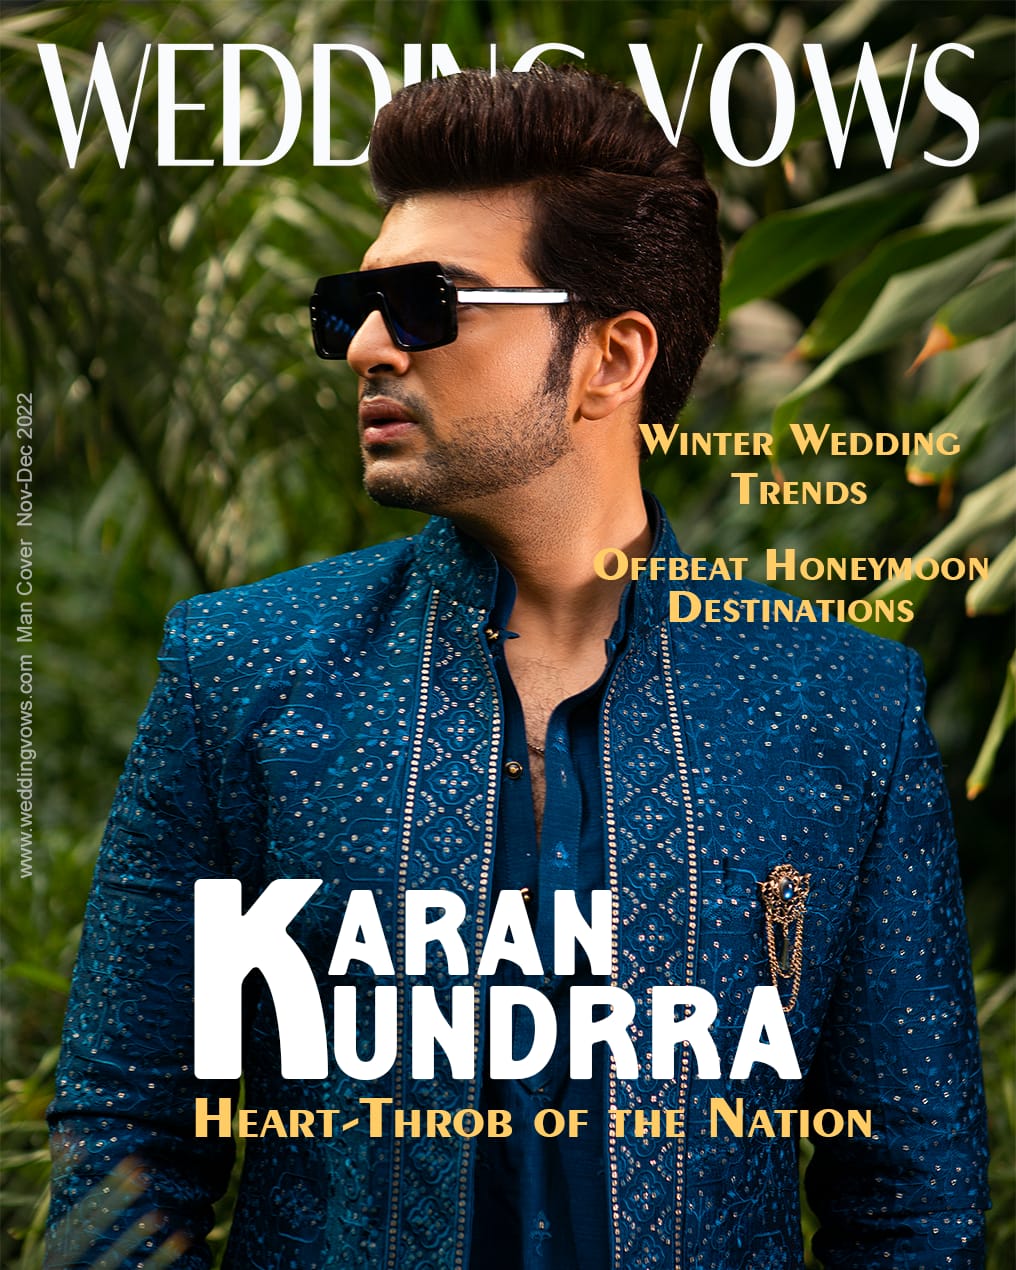 WEDDING VOWS
www.weddingvows.com Man Cover Nov-Dec 2022
WINTER WEDDING
TRENDS
OFFBEAT HONEYMOON
DESTINATIONS
KARAN
KUNDRRA
HEART-THROB OF THE NATION